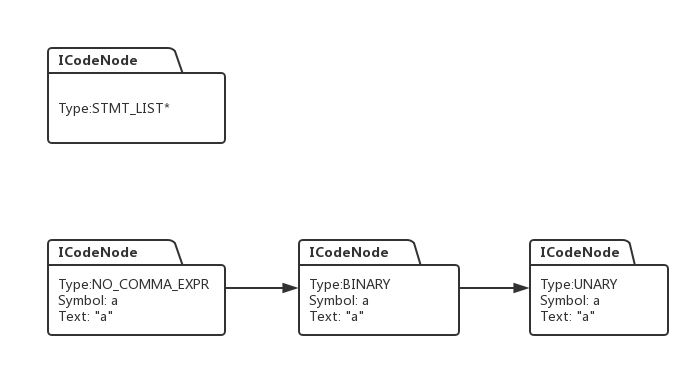 ICodeNode
Type:STMT_LIST*
ICodeNode
Type:NO_COMMA_EXPR
Symbol: a
Text: "a"
ICodeNode
Type:BINARY
Symbol: a
Text: "a"
ICodeNode
Type:UNARY
Symbol: a
Text: "a"